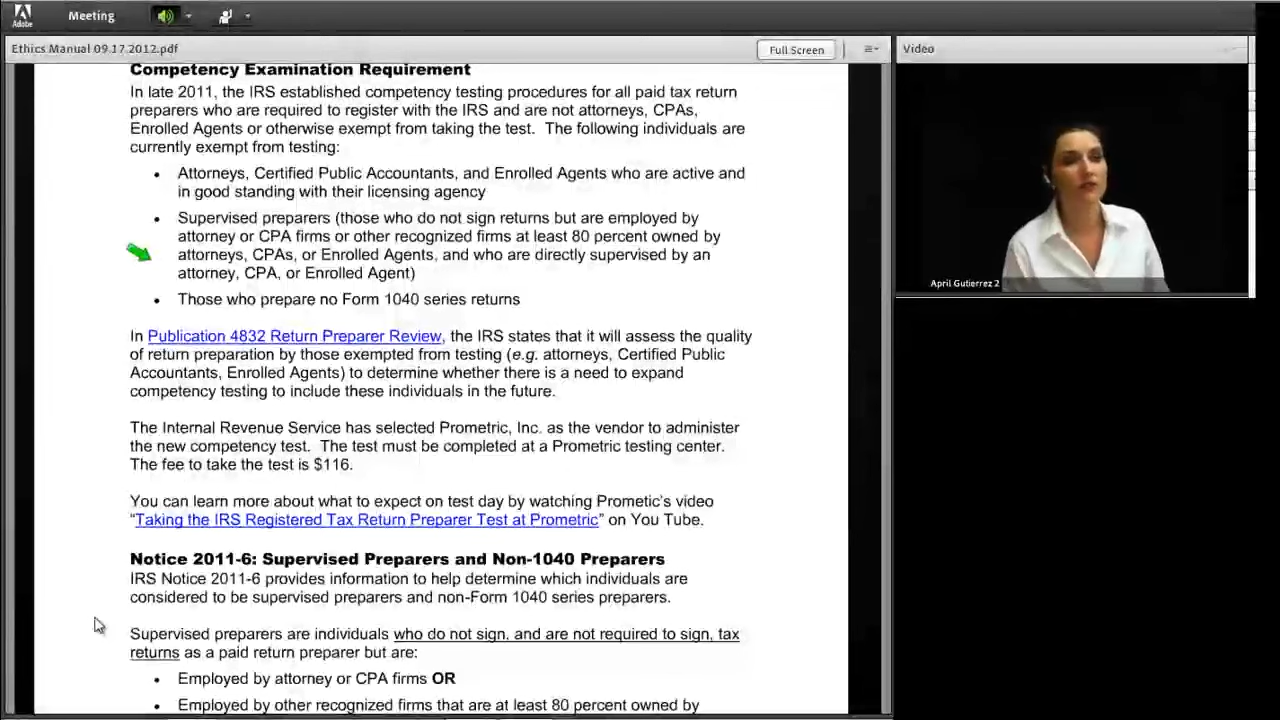 Adobe
Meeting
Ethics Manual 09.17.2012.pdf
Full Screen
Video
Competency Examination Requirement
In late 2011, the IRS established competency testing procedures for all paid tax return
preparers who are required to register with the IRS and are not attorneys, CPAs,
Enrolled Agents or otherwise exempt from taking the test. The following individuals are
currently exempt from testing:
• Attorneys, Certified Public Accountants, and Enrolled Agents who are active and
in good standing with their licensing agency
• Supervised preparers (those who do not sign returns but are employed by
attorney or CPA firms or other recognized firms at least 80 percent owned by
attorneys, CPAs, or Enrolled Agents, and who are directly supervised by an
attorney, CPA, or Enrolled Agent)
• Those who prepare no Form 1040 series returns
In Publication 4832 Return Preparer Review, the IRS states that it will assess the quality
of return preparation by those exempted from testing (e.g. attorneys, Certified Public
Accountants, Enrolled Agents) to determine whether there is a need to expand
competency testing to include these individuals in the future.
The Internal Revenue Service has selected Prometric, Inc. as the vendor to administer
the new competency test. The test must be completed at a Prometric testing center.
The fee to take the test is $116.
You can learn more about what to expect on test day by watching Prometic's video
“Taking the IRS Registered Tax Return Preparer Test at Prometric” on You Tube.
Notice 2011-6: Supervised Preparers and Non-1040 Preparers
IRS Notice 2011-6 provides information to help determine which individuals are
considered to be supervised preparers and non-Form 1040 series preparers.
Supervised preparers are individuals who do not sign, and are not required to sign, tax
returns as a paid return preparer but are:
• Employed by attorney or CPA firms OR
• Employed by other recognized firms that are at least 80 percent owned by
April Gutierrez 2